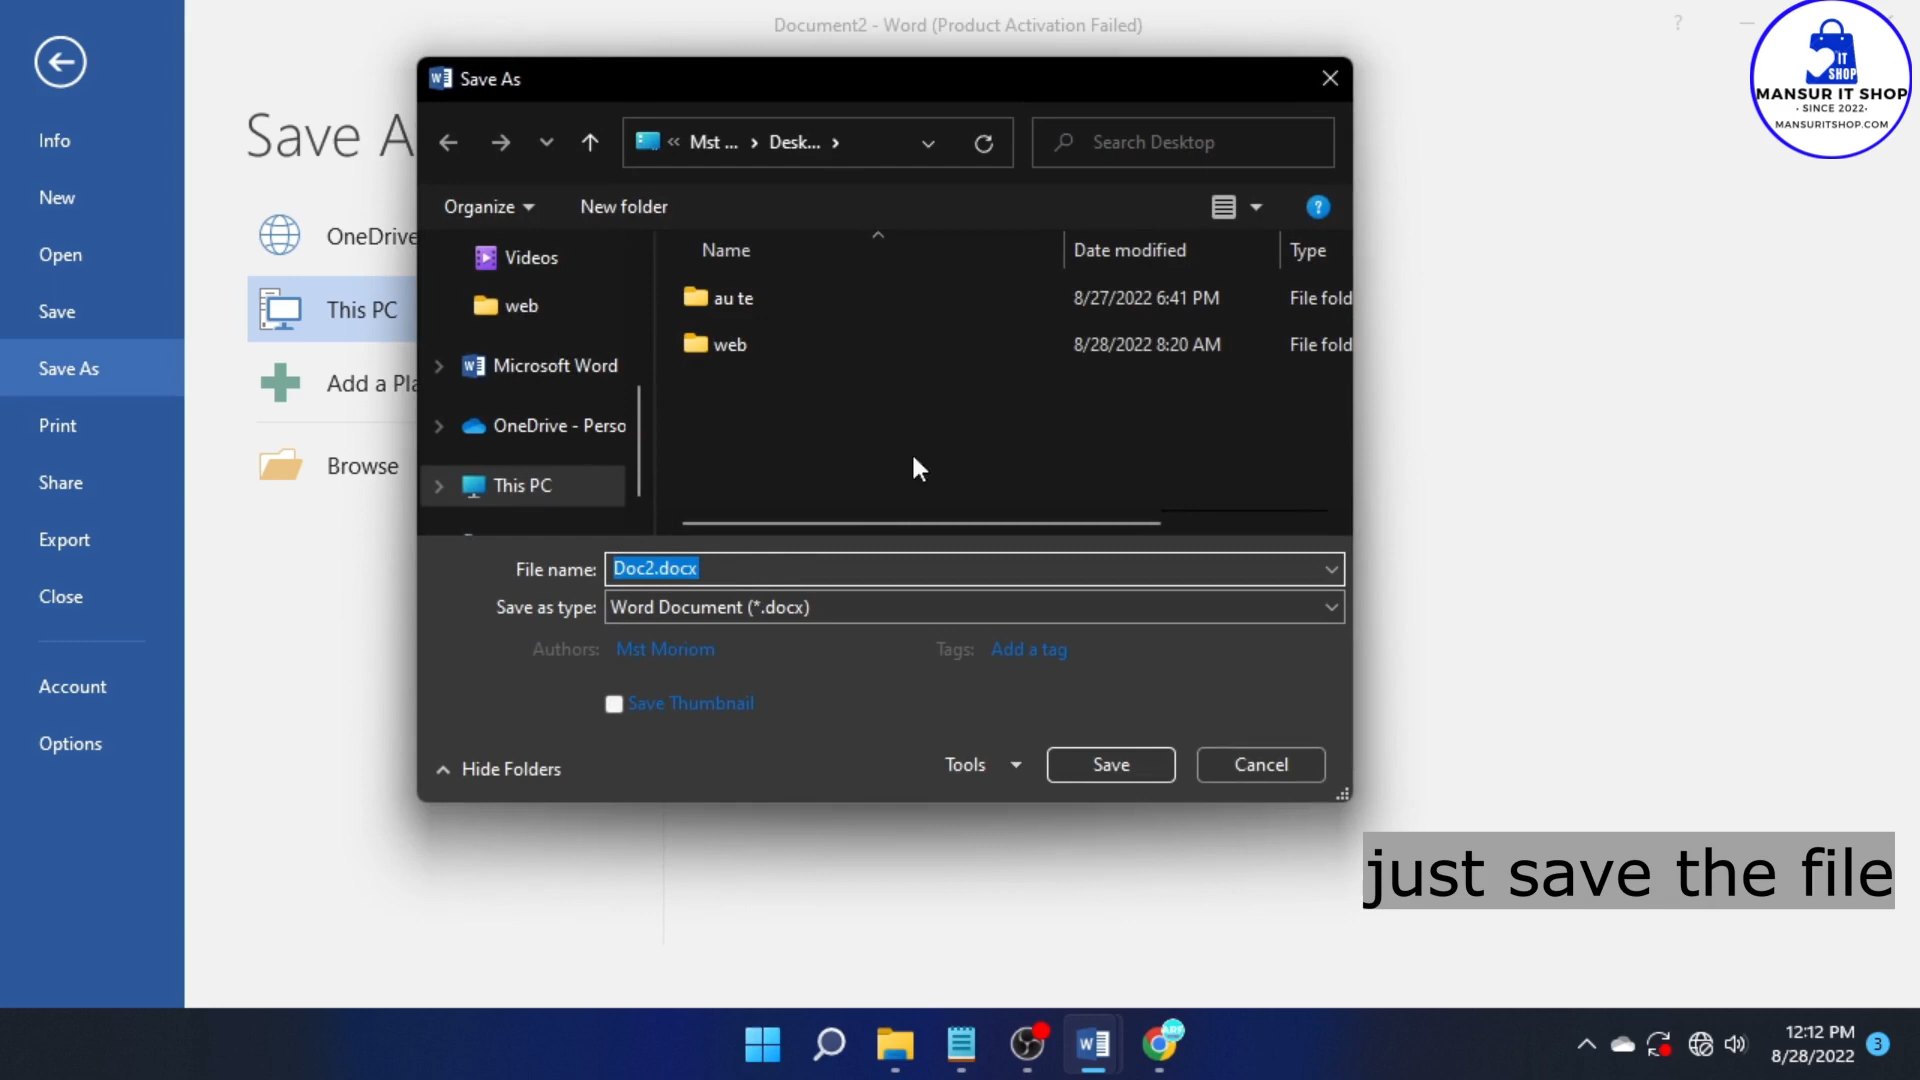 Document2 - Word (Product Activation Failed)
?
IT
SHOP
MANSUR IT SHOP
· SINCE 2022·
MANSURITSHOP.COM
Info
New
Open
Save
Save As
Print
Share
Export
Close
Account
Options
Save A
OneDrive
This PC
Add a Pla
Browse
Save As
« Mst ... › Desk... ›
Search Desktop
Organize
New folder
?
Videos
web
Microsoft Word
OneDrive - Perso
This PC
Name Date modified Type
au te 8/27/2022 6:41 PM File fold
web 8/28/2022 8:20 AM File fold
File name: Doc2.docx
Save as type: Word Document (*.docx)
Authors: Mst Moriom Tags: Add a tag
Save Thumbnail
Hide Folders
Tools
Save
Cancel
just save the file
12:12 PM
8/28/2022
3